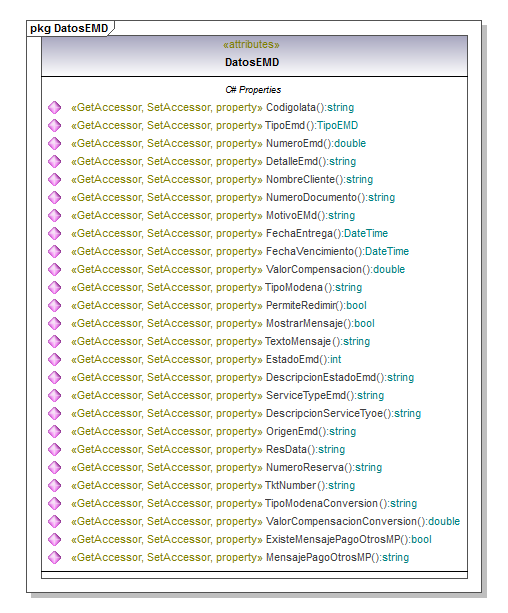 pkg DatosEMD
«attributes»
DatosEMD
C# Properties
«GetAccessor, SetAccessor, property» CodigoIata():string
«GetAccessor, SetAccessor, property» TipoEmd():TipoEMD
«GetAccessor, SetAccessor, property» NumeroEmd():double
«GetAccessor, SetAccessor, property» DetalleEmd():string
«GetAccessor, SetAccessor, property» NombreCliente():string
«GetAccessor, SetAccessor, property» NumeroDocumento():string
«GetAccessor, SetAccessor, property» MotivoEMd():string
«GetAccessor, SetAccessor, property» FechaEntrega():DateTime
«GetAccessor, SetAccessor, property» FechaVencimiento():DateTime
«GetAccessor, SetAccessor, property» ValorCompensacion():double
«GetAccessor, SetAccessor, property» TipoModena():string
«GetAccessor, SetAccessor, property» PermiteRedimir():bool
«GetAccessor, SetAccessor, property» MostrarMensaje():bool
«GetAccessor, SetAccessor, property» TextoMensaje():string
«GetAccessor, SetAccessor, property» EstadoEmd():int
«GetAccessor, SetAccessor, property» DescripcionEstadoEmd():string
«GetAccessor, SetAccessor, property» ServiceTypeEmd():string
«GetAccessor, SetAccessor, property» DescripcionServiceTyoe():string
«GetAccessor, SetAccessor, property» OrigenEmd():string
«GetAccessor, SetAccessor, property» ResData():string
«GetAccessor, SetAccessor, property» NumeroReserva():string
«GetAccessor, SetAccessor, property» TktNumber():string
«GetAccessor, SetAccessor, property» TipoModenaConversion():string
«GetAccessor, SetAccessor, property» ValorCompensacionConversion():double
«GetAccessor, SetAccessor, property» ExisteMensajePagoOtrosMP():bool
«GetAccessor, SetAccessor, property» MensajePagoOtrosMP():string